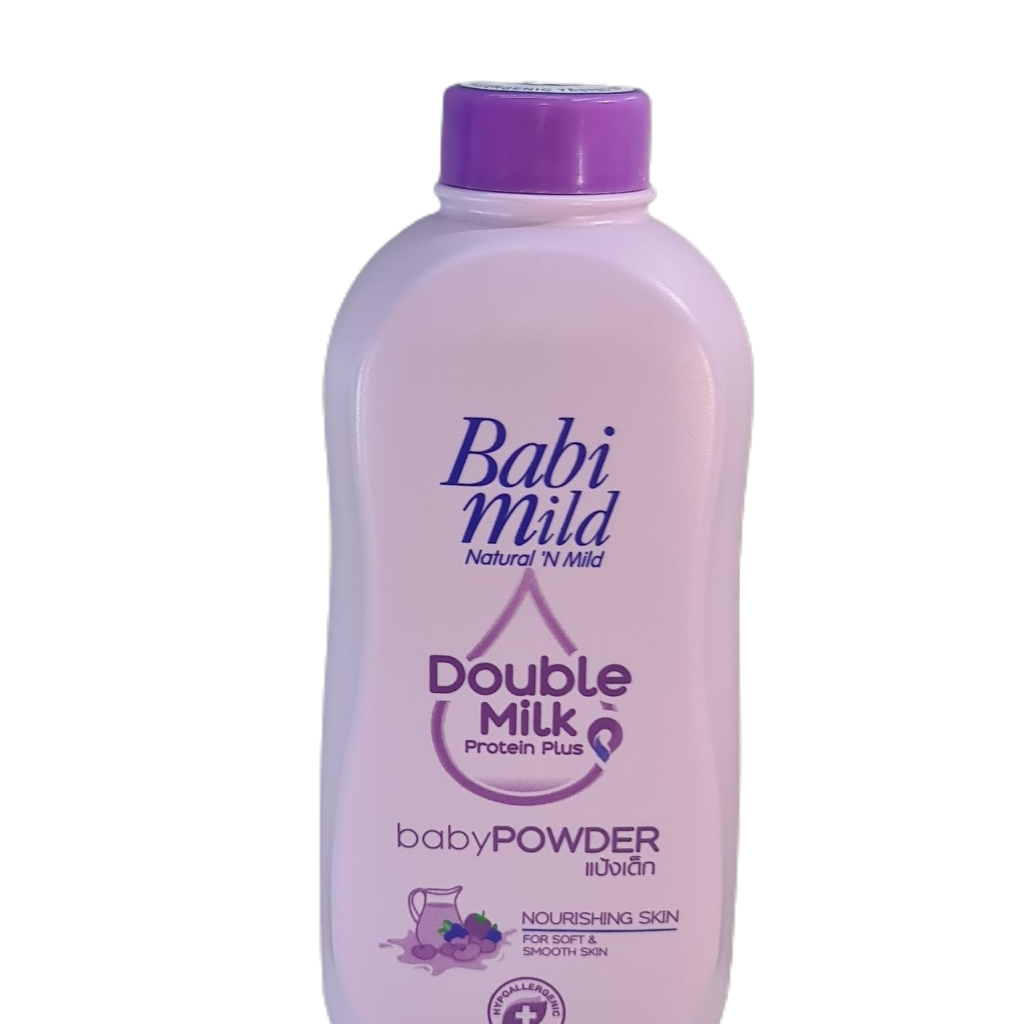 Babi
mild
Natural 'N Mild
Double
Milk
Protein Plus
babyPOWDER
แป้งเด็ก
NOURISHING SKIN
FOR SOFT &
SMOOTH SKIN
HYPOALLERGENIC